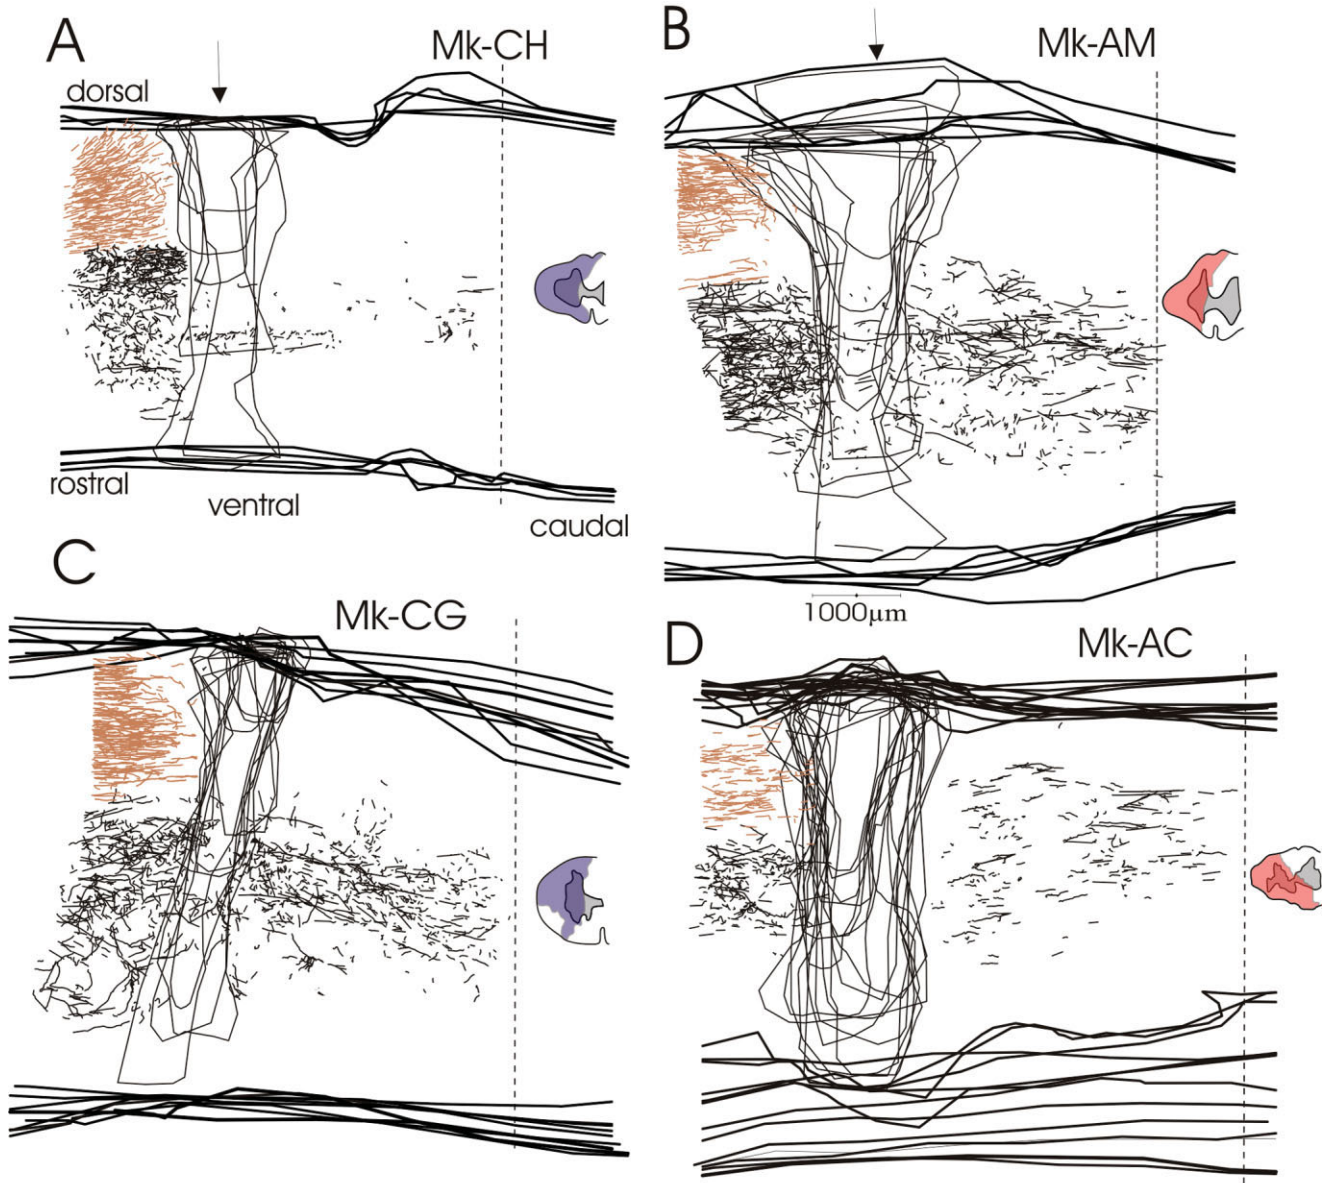 A
Mk-CH
dorsal
rostral
ventral
caudal
B
Mk-AM
1000µm
C
Mk-CG
D
Mk-AC